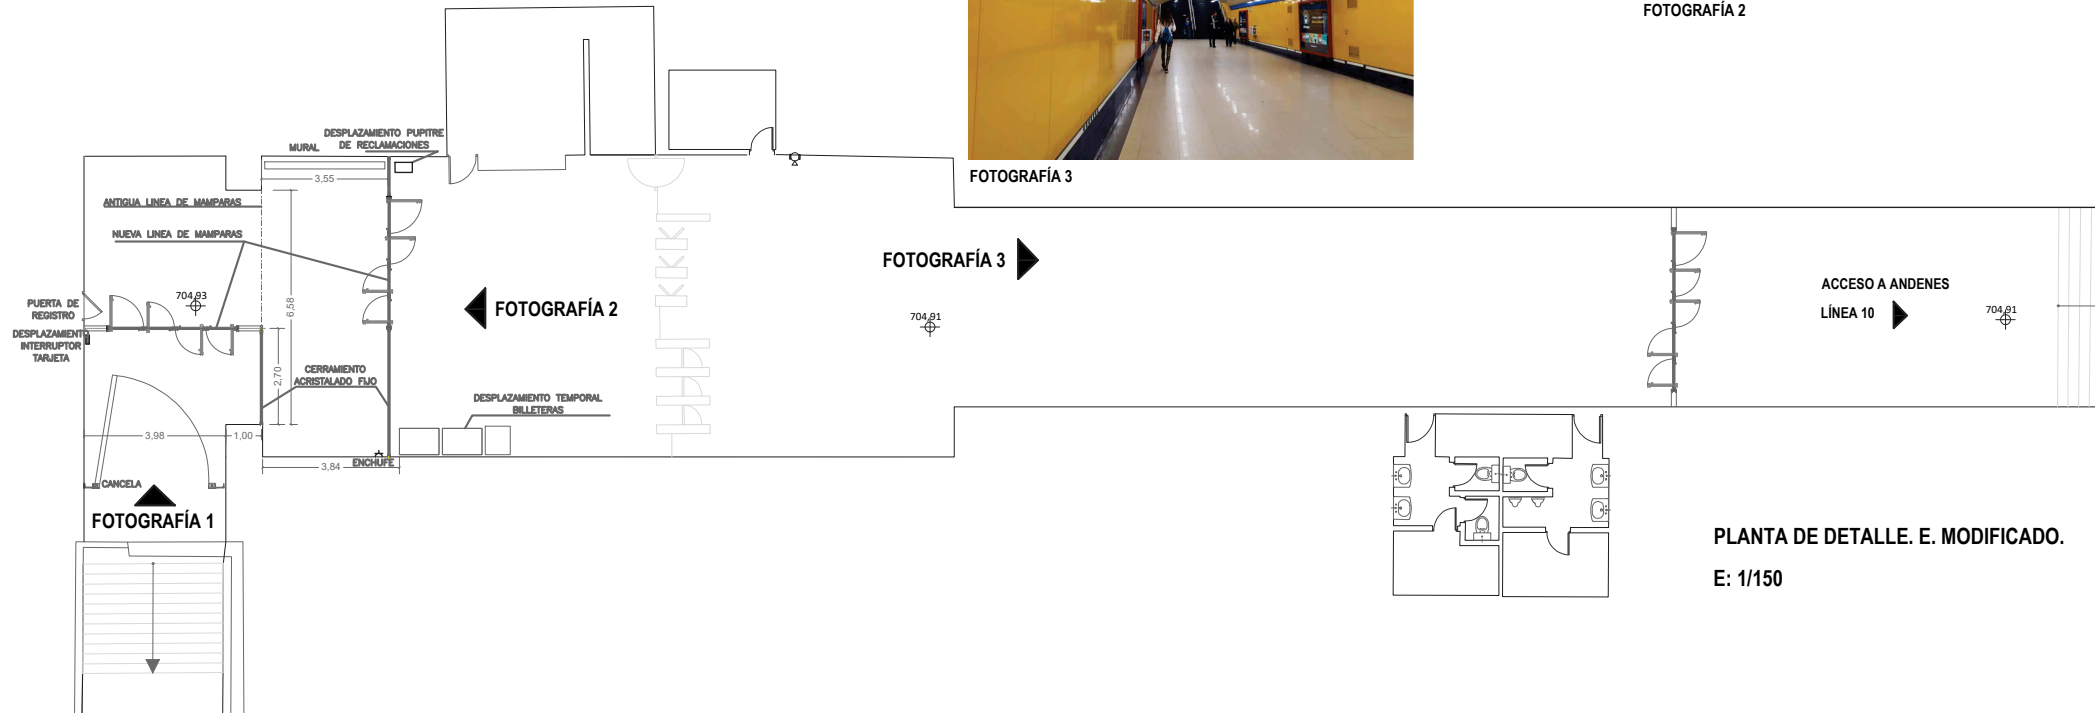 FOTOGRAFÍA 2
DESPLAZAMIENTO PUPITRE
DE RECLAMACIONES
MURAL
3,55
FOTOGRAFÍA 3
ANTIGUA LINEA DE MAMPARAS
NUEVA LINEA DE MAMPARAS
FOTOGRAFÍA 3
ACCESO A ANDENES
LÍNEA 10
704,93
6,58
FOTOGRAFÍA 2
704,91
704,91
PUERTA DE
REGISTRO
DESPLAZAMIENTO
INTERRUPTOR
TARJETA
2,70
CERRAMIENTO
ACRISTALADO FIJO
DESPLAZAMIENTO TEMPORAL
BILLETERAS
3,98
1,00
3,84
ENCHUFE
CANCELA
FOTOGRAFÍA 1
PLANTA DE DETALLE. E. MODIFICADO.
E: 1/150